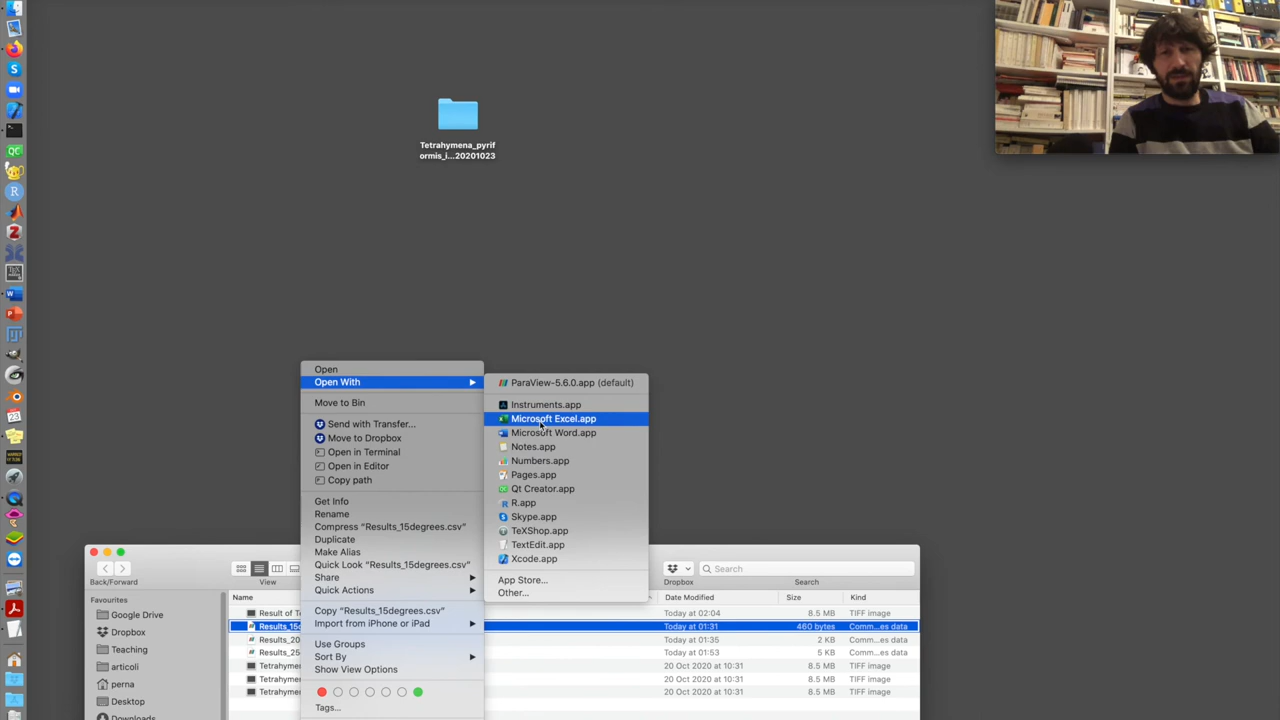 Tetrahymena_pyrif
ormis_i...20201023
Open
Open With
Move to Bin
Send with Transfer...
Move to Dropbox
Open in Terminal
Open in Editor
Copy path
Get Info
Rename
Compress “Results_15degrees.csv”
Duplicate
Make Alias
Quick Look “Results_15degrees.csv”
Share
Quick Actions
Copy “Results_15degrees.csv”
Import from iPhone or iPad
Use Groups
Sort By
Show View Options
Tags...
ParaView-5.6.0.app (default)
Instruments.app
Microsoft Excel.app
Microsoft Word.app
Notes.app
Numbers.app
Pages.app
Qt Creator.app
R.app
Skype.app
TeXShop.app
TextEdit.app
Xcode.app
App Store...
Other...
Back/Forward View Dropbox Search
Search
Favourites
Google Drive
Dropbox
Teaching
articoli
perna
Desktop
Downloads
Name Date Modified Size Kind
Result of T Today at 02:04 8.5 MB TIFF image
Results_15 Today at 01:31 460 bytes Comm...es data
Results_20 Today at 01:35 2 KB Comm...es data
Results_25 Today at 01:53 5 KB Comm...es data
Tetrahyme 20 Oct 2020 at 10:31 8.5 MB TIFF image
Tetrahyme 20 Oct 2020 at 10:31 8.5 MB TIFF image
Tetrahyme 20 Oct 2020 at 10:31 8.5 MB TIFF image